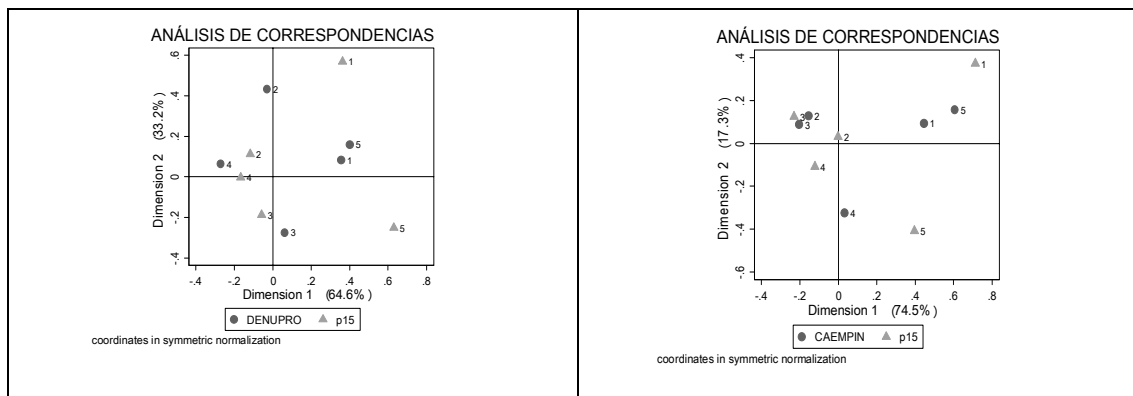 ANÁLISIS DE CORRESPONDENCIAS
Dimension 2 (33.2%)
.6
.4
.2
0
-.2
-.4
1
2
5
1
2
4
4
3
3
5
-.4 -.2 0 .2 .4 .6 .8
Dimension 1 (64.6%)
DENUPRO p15
coordinates in symmetric normalization
ANÁLISIS DE CORRESPONDENCIAS
Dimension 2 (17.3%)
.4
.2
0
-.2
-.4
-.6
1
5
3 2
3
1
2
4
4
5
-.4 -.2 0 .2 .4 .6 .8
Dimension 1 (74.5%)
CAEMPIN p15
coordinates in symmetric normalization